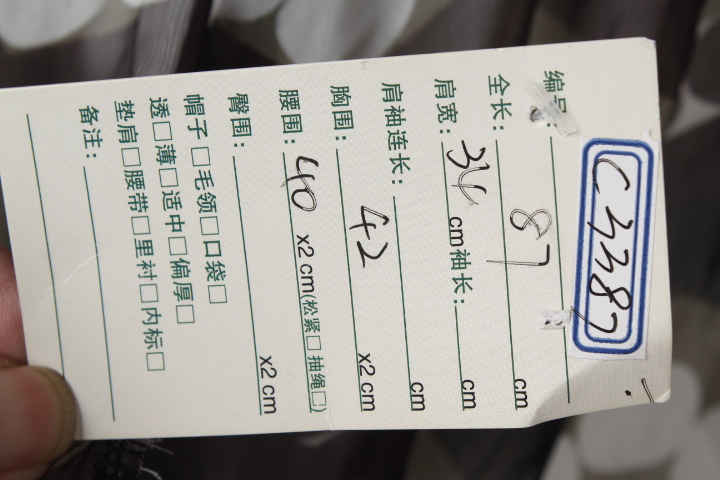 编号: C3387
全长: 87 cm
肩宽: 34 cm 袖长: cm
肩袖连长: cm
胸围: 42 x2 cm
腰围: 40 x2 cm(松紧□ 抽绳□)
臀围: x2 cm
帽子□ 毛领□ 口袋□
透□ 薄□ 适中□ 偏厚□
垫肩□ 腰带□ 里衬□ 内标□
备注: